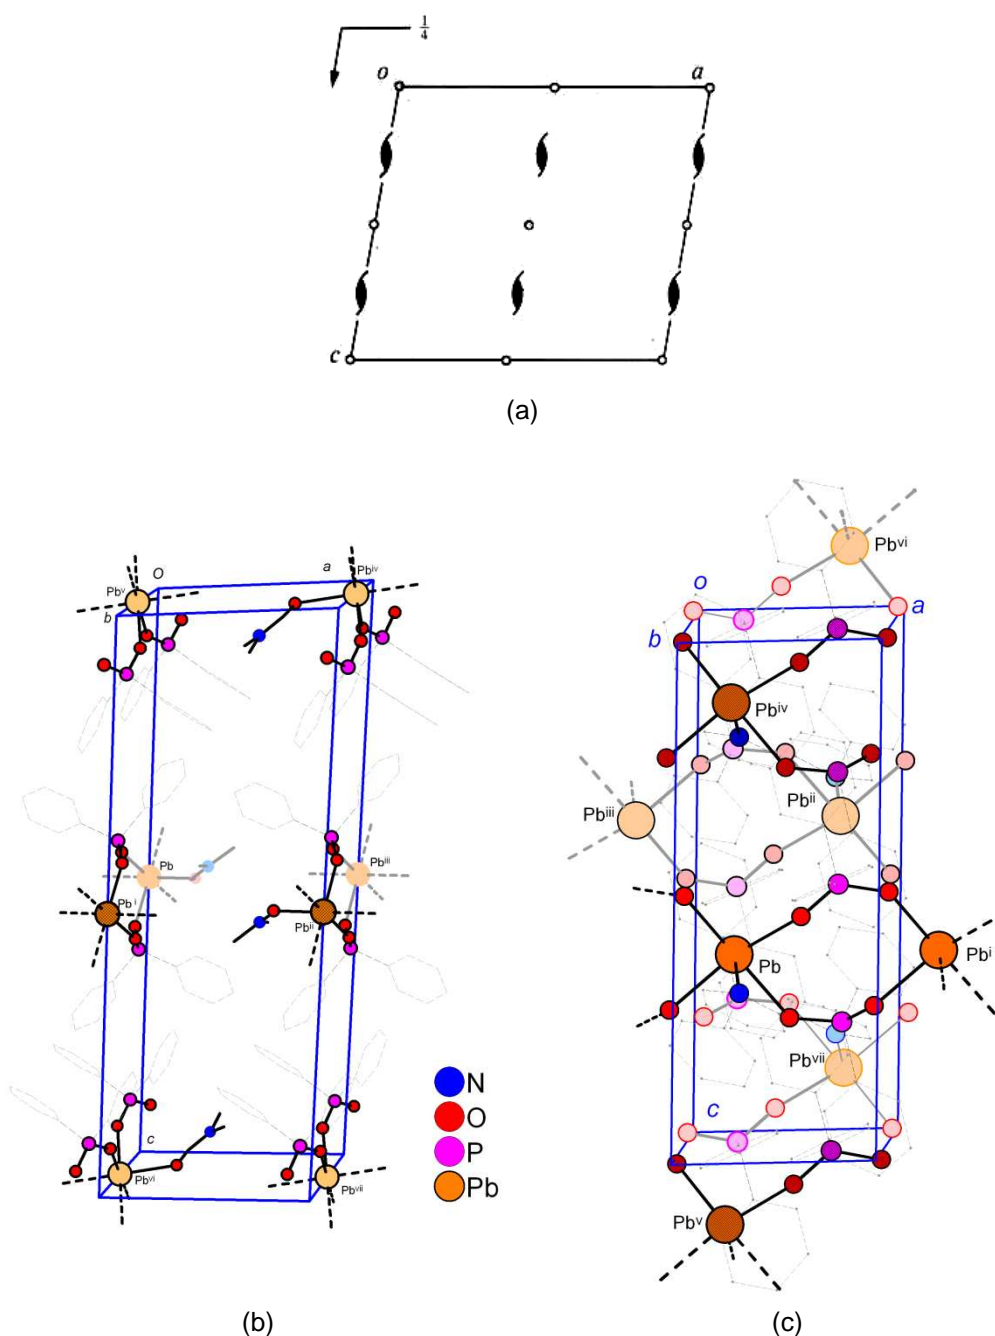 1/4
o a
c
(a)
O a Pbⁱᵛ
Pbᵛ
b
Pb Pbⁱⁱⁱ
Pbⁱ Pbⁱⁱ
c
Pbᵛⁱ Pbᵛⁱⁱ
N
O
P
Pb
(b)
Pbᵛⁱ
o a
b
Pbⁱᵛ
Pbⁱⁱⁱ Pbⁱⁱ
Pb Pbⁱ
Pbᵛⁱⁱ
c
Pbᵛ
(c)